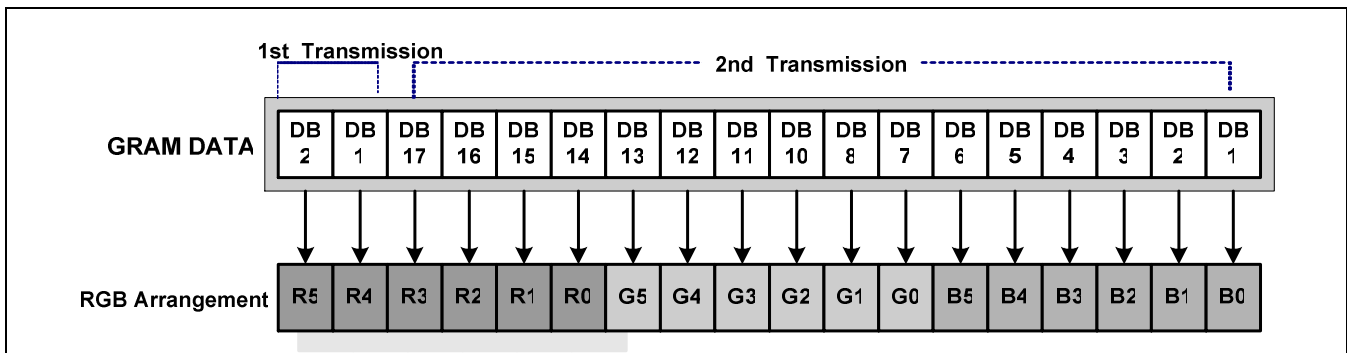 1st Transmission
2nd Transmission
GRAM DATA
DB 2 DB 1 DB 17 DB 16 DB 15 DB 14 DB 13 DB 12 DB 11 DB 10 DB 8 DB 7 DB 6 DB 5 DB 4 DB 3 DB 2 DB 1
RGB Arrangement R5 R4 R3 R2 R1 R0 G5 G4 G3 G2 G1 G0 B5 B4 B3 B2 B1 B0